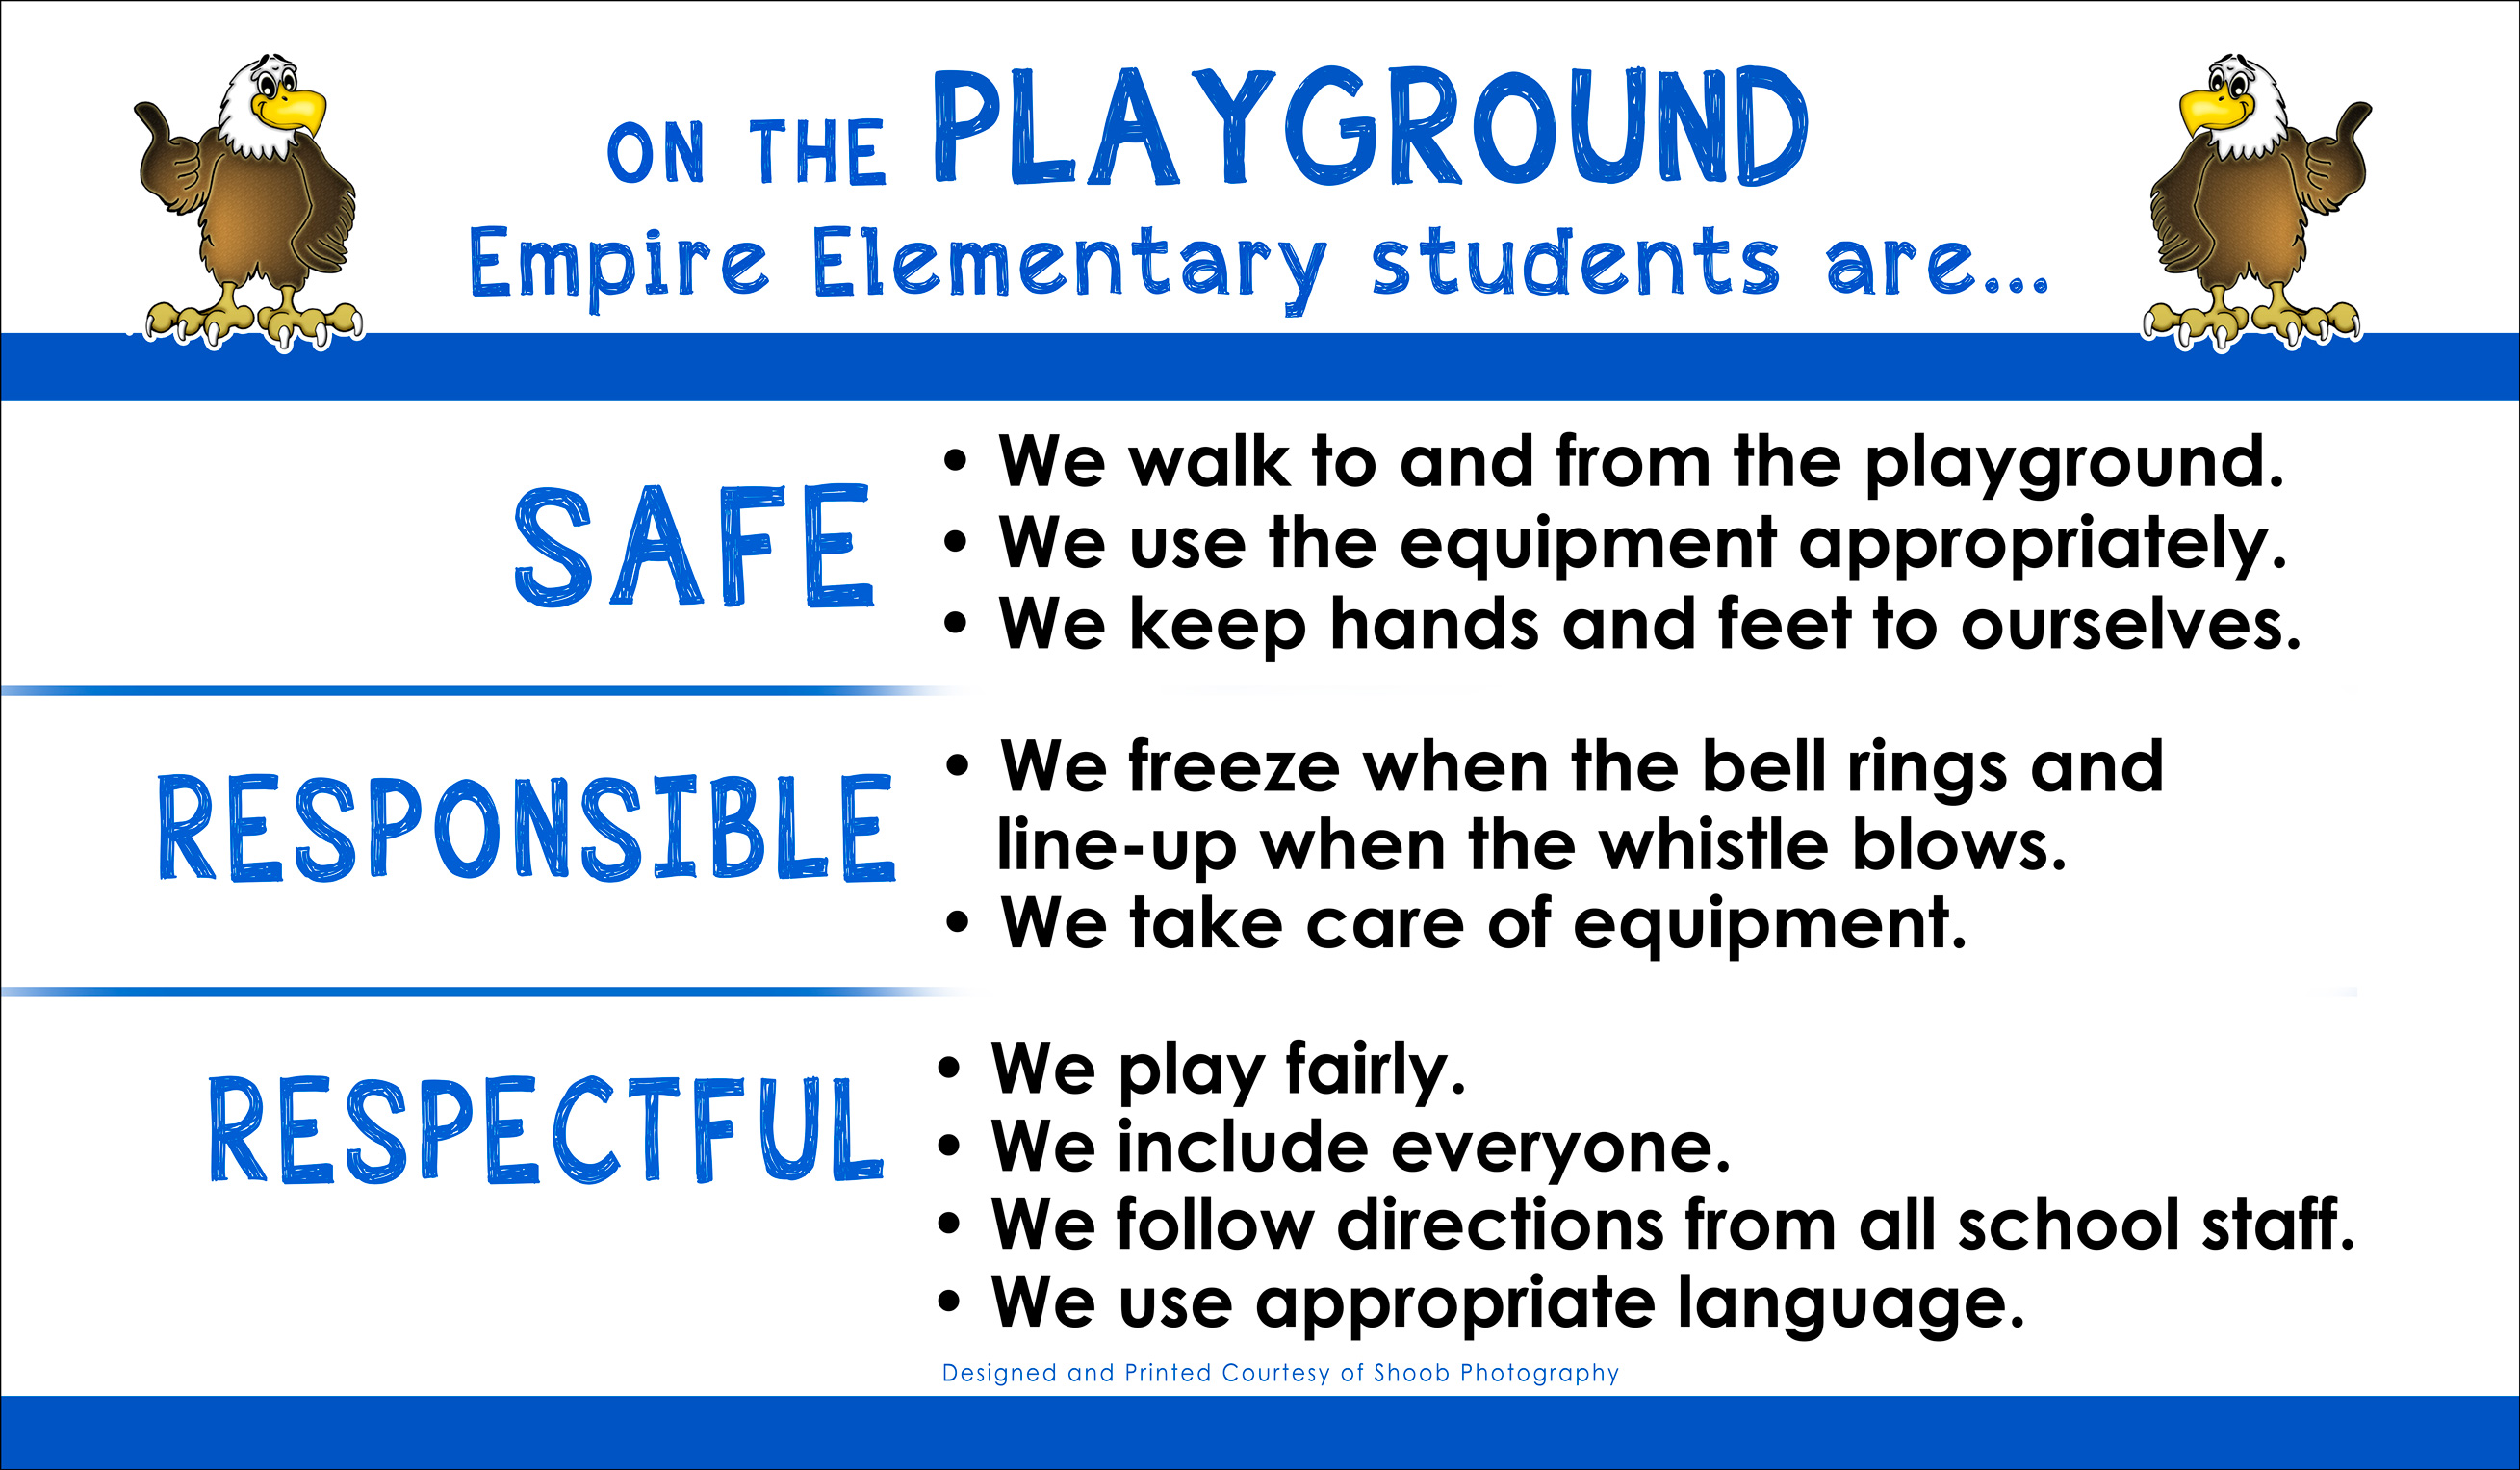 ON THE PLAYGROUND
Empire Elementary students are...
SAFE
• We walk to and from the playground.
• We use the equipment appropriately.
• We keep hands and feet to ourselves.
RESPONSIBLE
• We freeze when the bell rings and
line-up when the whistle blows.
• We take care of equipment.
RESPECTFUL
• We play fairly.
• We include everyone.
• We follow directions from all school staff.
• We use appropriate language.
Designed and Printed Courtesy of Shoob Photography